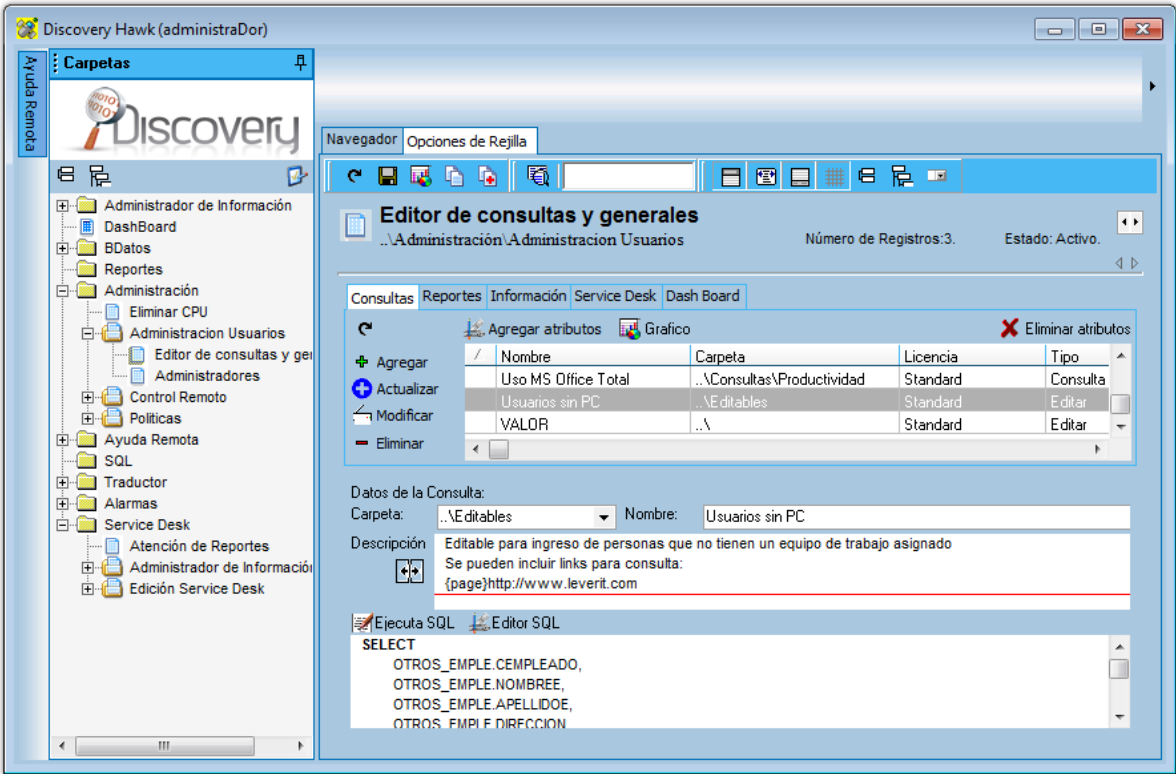 Discovery Hawk (administraDor)
Ayuda Remota
Carpetas
Discovery
Administrador de Información
DashBoard
BDatos
Reportes
Administración
Eliminar CPU
Administracion Usuarios
Editor de consultas y ger
Administradores
Control Remoto
Politicas
Ayuda Remota
SQL
Traductor
Alarmas
Service Desk
Atención de Reportes
Administrador de Información
Edición Service Desk
Navegador Opciones de Rejilla
Editor de consultas y generales
..\Administración\Administracion Usuarios Número de Registros:3. Estado: Activo.
Consultas Reportes Información Service Desk Dash Board
Agregar atributos Grafico Eliminar atributos
Agregar
Actualizar
Modificar
Eliminar
/ Nombre Carpeta Licencia Tipo
Uso MS Office Total ..\Consultas\Productividad Standard Consulta
Usuarios sin PC ..\Editables Standard Editar
VALOR ..\ Standard Editar
Datos de la Consulta:
Carpeta: ..\Editables Nombre: Usuarios sin PC
Descripción Editable para ingreso de personas que no tienen un equipo de trabajo asignado
Se pueden incluir links para consulta:
{page}http://www.leverit.com
Ejecuta SQL Editor SQL
SELECT
OTROS_EMPLE.CEMPLEADO,
OTROS_EMPLE.NOMBREE,
OTROS_EMPLE.APELLIDOE,
OTROS_EMPLE.DIRECCION